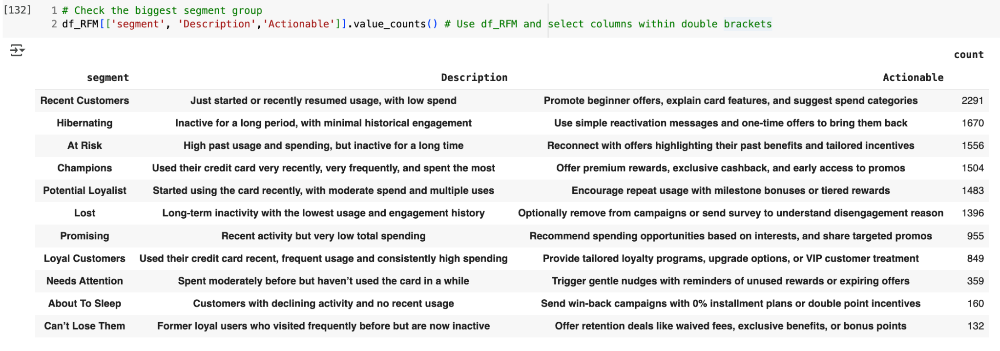 [132]
1 # Check the biggest segment group
2 df_RFM[['segment', 'Description','Actionable']].value_counts() # Use df_RFM and select columns within double brackets
count
segment Description Actionable
Recent Customers Just started or recently resumed usage, with low spend Promote beginner offers, explain card features, and suggest spend categories 2291
Hibernating Inactive for a long period, with minimal historical engagement Use simple reactivation messages and one-time offers to bring them back 1670
At Risk High past usage and spending, but inactive for a long time Reconnect with offers highlighting their past benefits and tailored incentives 1556
Champions Used their credit card very recently, very frequently, and spent the most Offer premium rewards, exclusive cashback, and early access to promos 1504
Potential Loyalist Started using the card recently, with moderate spend and multiple uses Encourage repeat usage with milestone bonuses or tiered rewards 1483
Lost Long-term inactivity with the lowest usage and engagement history Optionally remove from campaigns or send survey to understand disengagement reason 1396
Promising Recent activity but very low total spending Recommend spending opportunities based on interests, and share targeted promos 955
Loyal Customers Used their credit card recent, frequent usage and consistently high spending Provide tailored loyalty programs, upgrade options, or VIP customer treatment 849
Needs Attention Spent moderately before but haven’t used the card in a while Trigger gentle nudges with reminders of unused rewards or expiring offers 359
About To Sleep Customers with declining activity and no recent usage Send win-back campaigns with 0% installment plans or double point incentives 160
Can’t Lose Them Former loyal users who visited frequently before but are now inactive Offer retention deals like waived fees, exclusive benefits, or bonus points 132